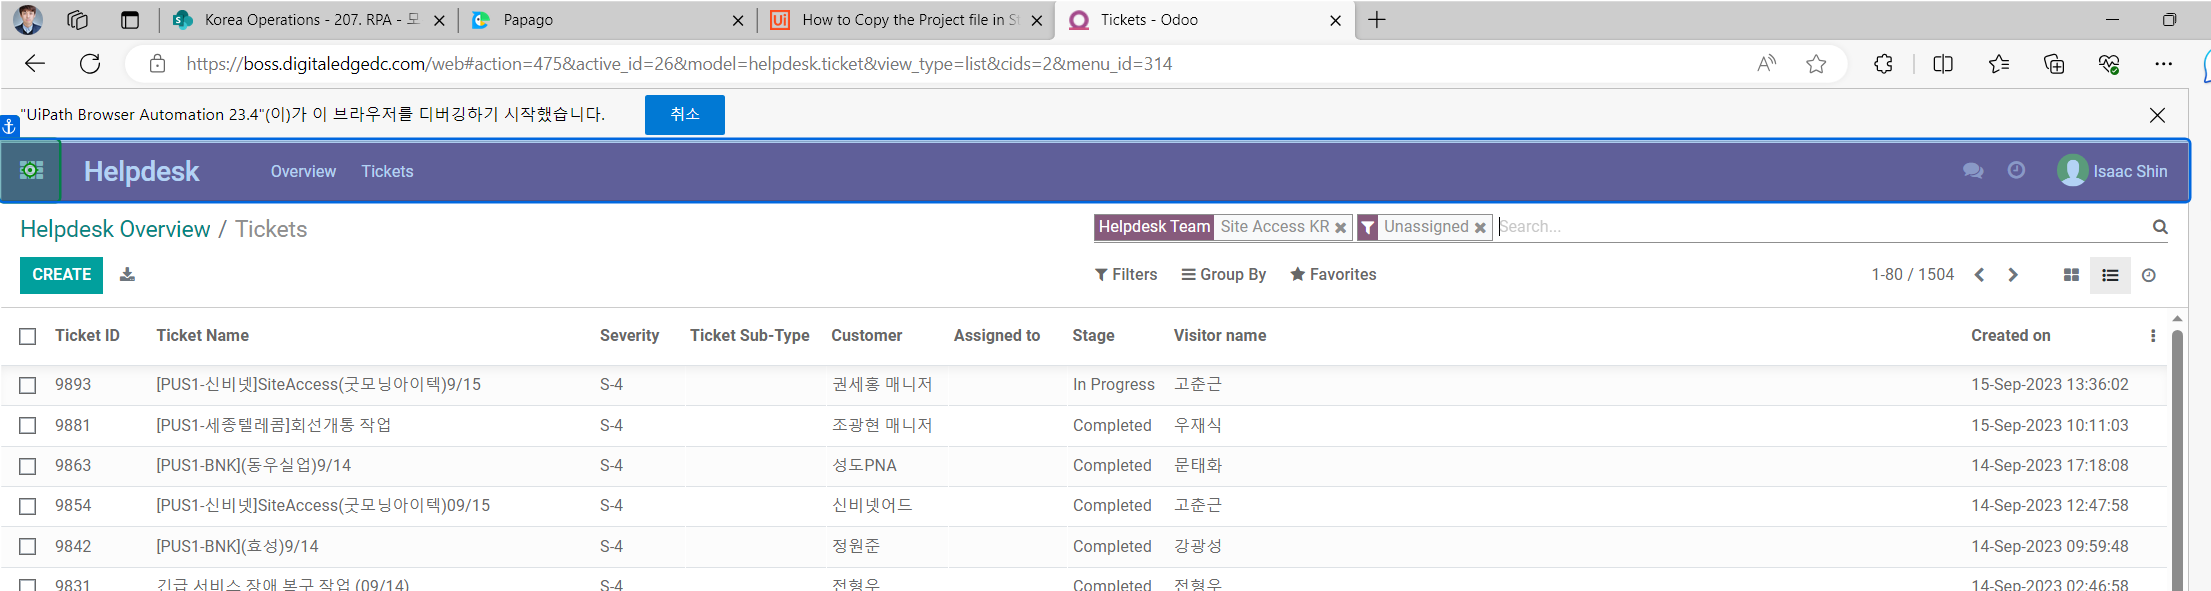 Korea Operations - 207. RPA - 모
Papago
Ui How to Copy the Project file in St
Tickets - Odoo
https://boss.digitaledgedc.com/web#action=475&active_id=26&model=helpdesk.ticket&view_type=list&cids=2&menu_id=314
"UiPath Browser Automation 23.4"(이)가 이 브라우저를 디버깅하기 시작했습니다. 취소
Helpdesk Overview Tickets Isaac Shin
Helpdesk Overview / Tickets
Helpdesk Team Site Access KR Unassigned Search...
CREATE Filters Group By Favorites 1-80 / 1504
Ticket ID Ticket Name Severity Ticket Sub-Type Customer Assigned to Stage Visitor name Created on
9893 [PUS1-신비넷]SiteAccess(굿모닝아이텍)9/15 S-4 권세홍 매니저 In Progress 고춘근 15-Sep-2023 13:36:02
9881 [PUS1-세종텔레콤]회선개통 작업 S-4 조광현 매니저 Completed 우재식 15-Sep-2023 10:11:03
9863 [PUS1-BNK](동우실업)9/14 S-4 성도PNA Completed 문태화 14-Sep-2023 17:18:08
9854 [PUS1-신비넷]SiteAccess(굿모닝아이텍)09/15 S-4 신비넷어드 Completed 고춘근 14-Sep-2023 12:47:58
9842 [PUS1-BNK](효성)9/14 S-4 정원준 Completed 강광성 14-Sep-2023 09:59:48
9831 긴급 서비스 장애 복구 작업 (09/14) S-4 전형우 Completed 전형우 14-Sep-2023 02:46:58